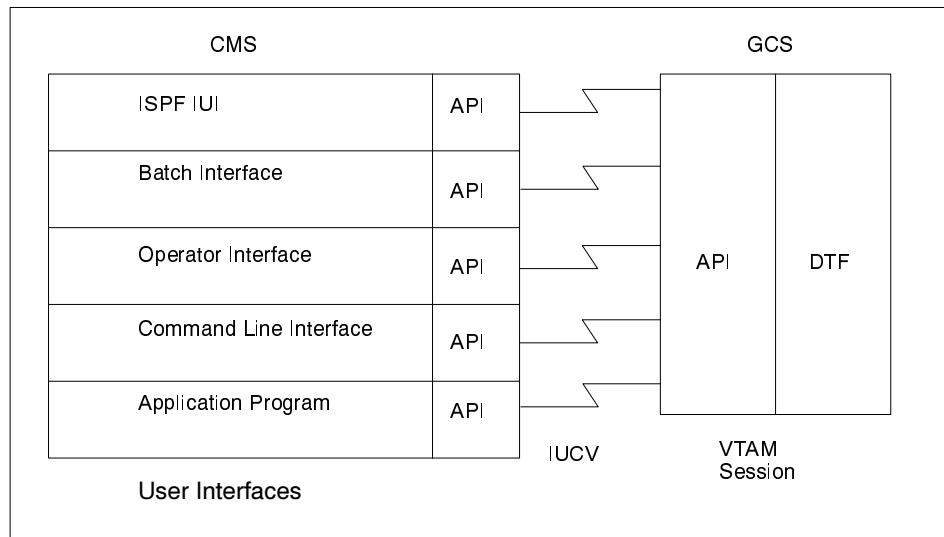 CMS
GCS
ISPF IUI
API
Batch Interface
API
Operator Interface
API
API
DTF
Command Line Interface
API
Application Program
API
IUCV
VTAM
Session
User Interfaces